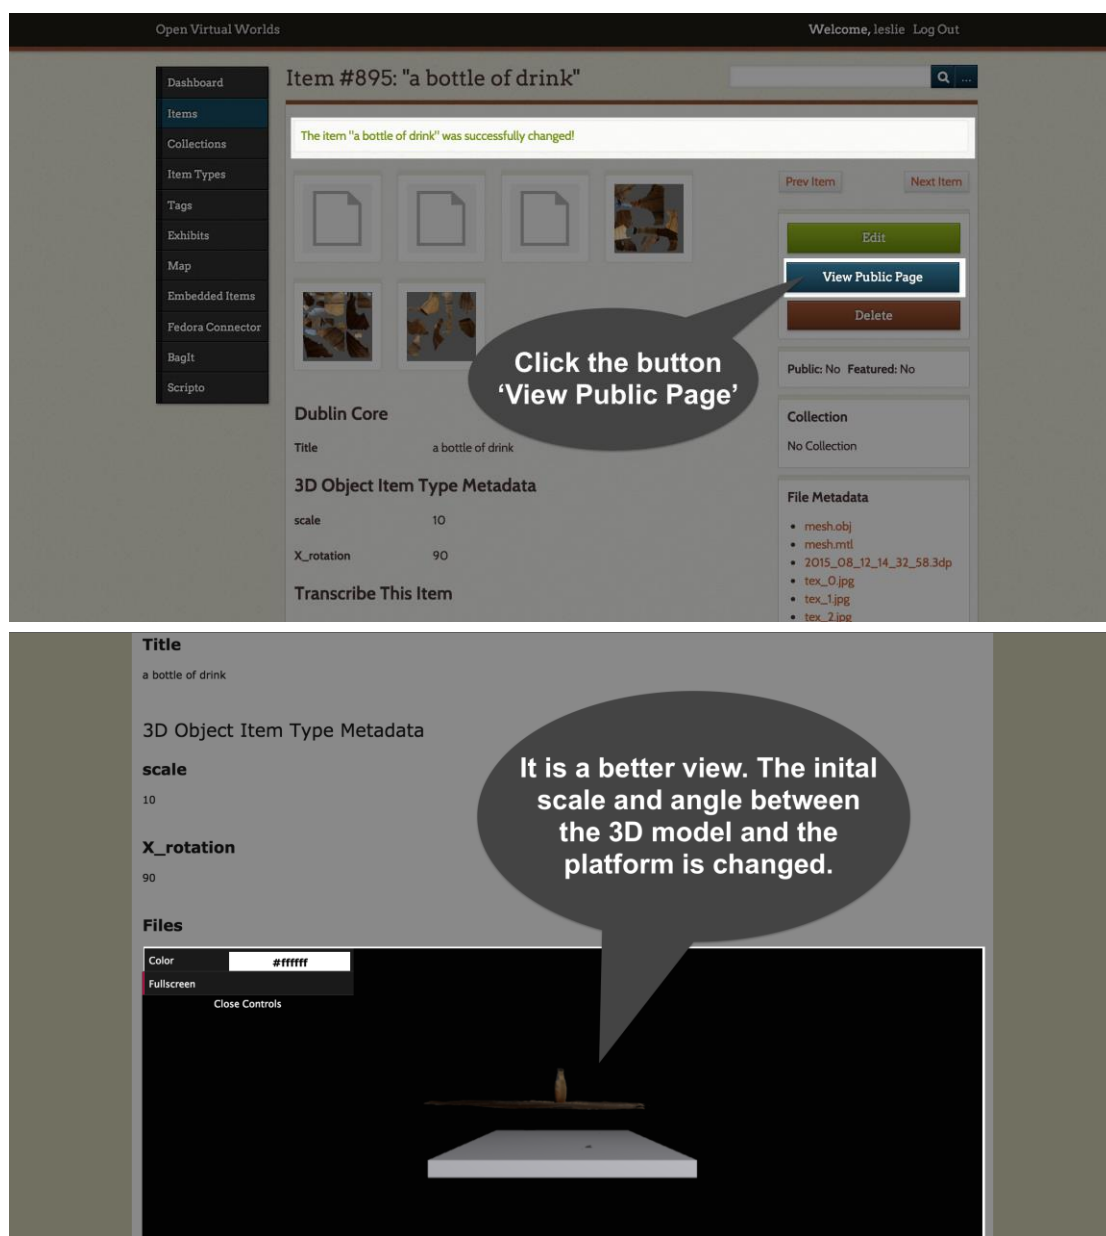 Open Virtual Worlds
Welcome, leslie Log Out
Dashboard
Items
Collections
Item Types
Tags
Exhibits
Map
Embedded Items
Fedora Connector
BagIt
Scripto
Item #895: "a bottle of drink"
...
The item "a bottle of drink" was successfully changed!
Prev Item
Next Item
Edit
View Public Page
Delete
Click the button
‘View Public Page’
Public: No Featured: No
Collection
No Collection
File Metadata
• mesh.obj
• mesh.mtl
• 2015_08_12_14_32_58.3dp
• tex_0.jpg
• tex_1.jpg
• tex_2.jpg
Dublin Core
Title a bottle of drink
3D Object Item Type Metadata
scale 10
X_rotation 90
Transcribe This Item
Title
a bottle of drink
3D Object Item Type Metadata
scale
10
X_rotation
90
Files
It is a better view. The inital
scale and angle between
the 3D model and the
platform is changed.
Color #ffffff
Fullscreen
Close Controls